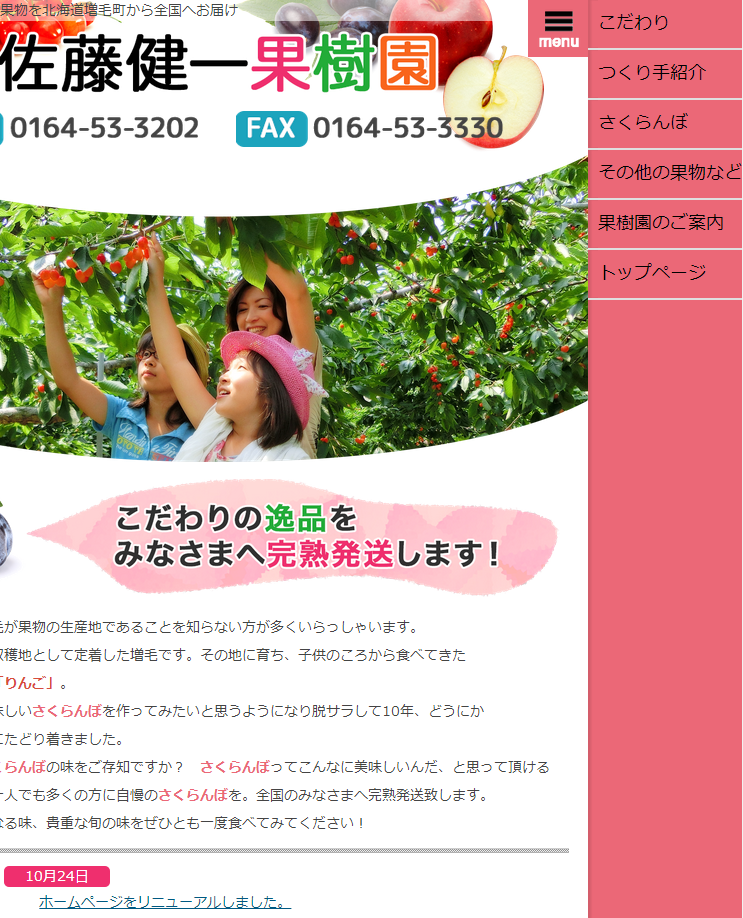 果物を北海道増毛町から全国へお届け
佐藤健一果樹園
0164-53-3202 FAX 0164-53-3330
menu
こだわり
つくり手紹介
さくらんぼ
その他の果物など
果樹園のご案内
トップページ
こだわりの逸品を
みなさまへ完熟発送します!
が果物の生産地であることを知らない方が多くいらっしゃいます。
穫地として定着した増毛です。その地に育ち、子供のころから食べてきた
「りんご」。
しいさくらんぼを作ってみたいと思うようになり脱サラして10年、どうにか
たどり着きました。
らんぼの味をご存知ですか? さくらんぼってこんなに美味しいんだ、と思って頂ける
人でも多くの方に自慢のさくらんぼを。全国のみなさまへ完熟発送致します。
る味、貴重な旬の味をぜひとも一度食べてみてください!
10月24日
ホームページをリニューアルしました。